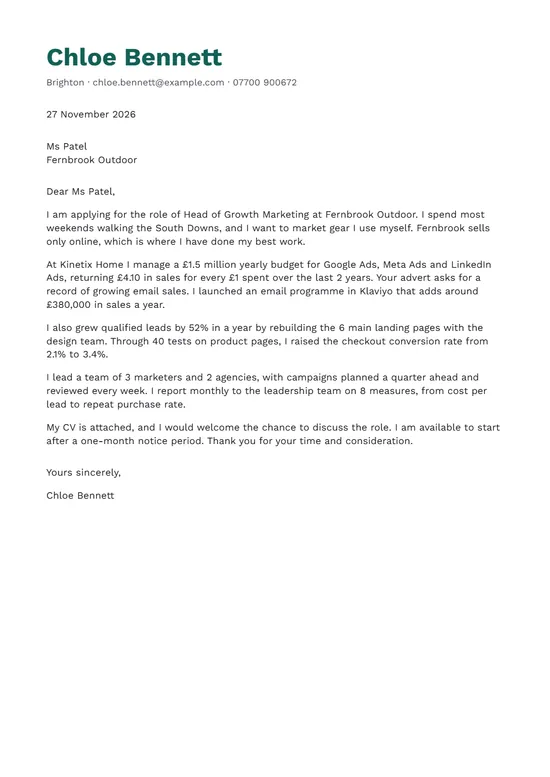 Chloe Bennett
Brighton · chloe.bennett@example.com · 07700 900672
27 November 2026
Ms Patel
Fernbrook Outdoor
Dear Ms Patel,
I am applying for the role of Head of Growth Marketing at Fernbrook Outdoor. I spend most
weekends walking the South Downs, and I want to market gear I use myself. Fernbrook sells
only online, which is where I have done my best work.
At Kinetix Home I manage a £1.5 million yearly budget for Google Ads, Meta Ads and LinkedIn
Ads, returning £4.10 in sales for every £1 spent over the last 2 years. Your advert asks for a
record of growing email sales. I launched an email programme in Klaviyo that adds around
£380,000 in sales a year.
I also grew qualified leads by 52% in a year by rebuilding the 6 main landing pages with the
design team. Through 40 tests on product pages, I raised the checkout conversion rate from
2.1% to 3.4%.
I lead a team of 3 marketers and 2 agencies, with campaigns planned a quarter ahead and
reviewed every week. I report monthly to the leadership team on 8 measures, from cost per
lead to repeat purchase rate.
My CV is attached, and I would welcome the chance to discuss the role. I am available to start
after a one-month notice period. Thank you for your time and consideration.
Yours sincerely,
Chloe Bennett